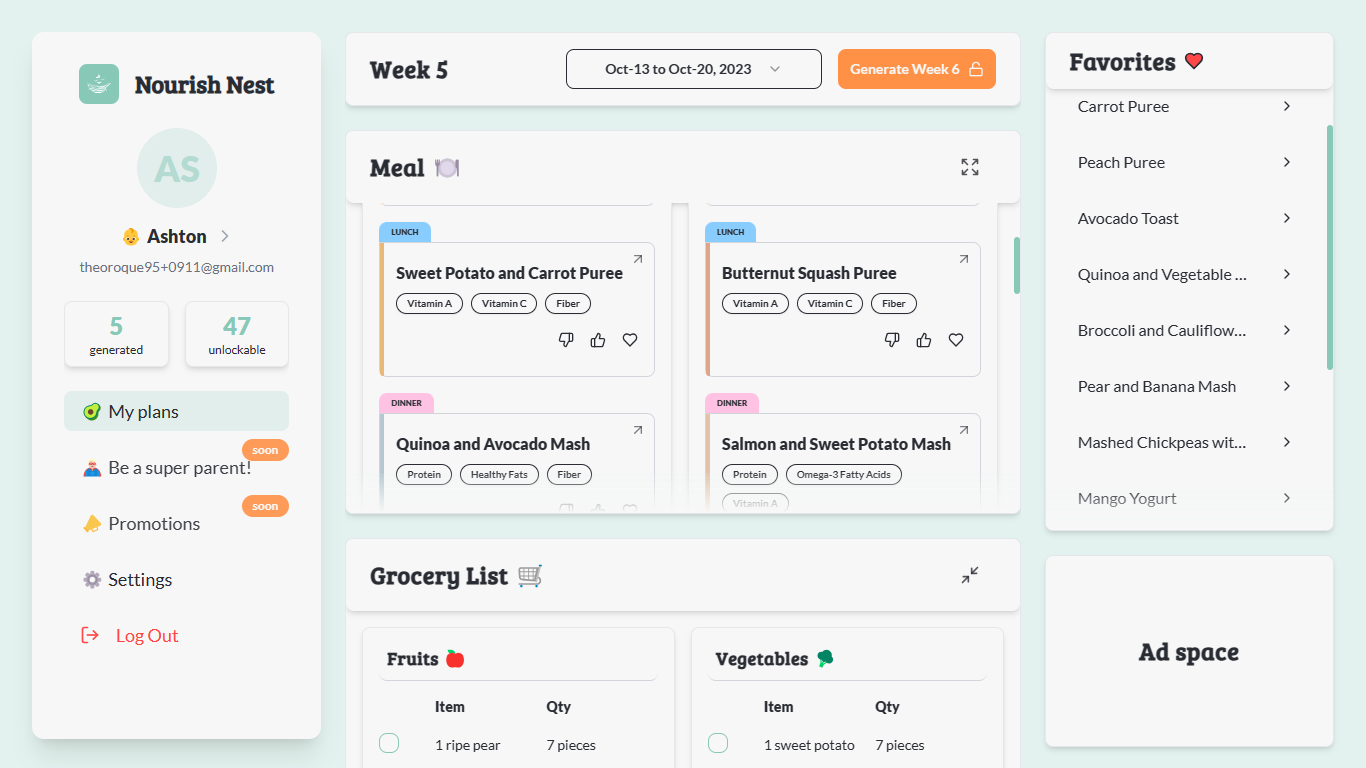 Nourish Nest
AS
Ashton
theoroque95+0911@gmail.com
5
generated
47
unlockable
My plans
soon
Be a super parent!
soon
Promotions
Settings
Log Out
Week 5
Oct-13 to Oct-20, 2023
Generate Week 6
Meal
LUNCH
Sweet Potato and Carrot Puree
Vitamin A
Vitamin C
Fiber
DINNER
Quinoa and Avocado Mash
Protein
Healthy Fats
Fiber
LUNCH
Butternut Squash Puree
Vitamin A
Vitamin C
Fiber
DINNER
Salmon and Sweet Potato Mash
Protein
Omega-3 Fatty Acids
Vitamin A
Grocery List
Fruits
Item Qty
1 ripe pear 7 pieces
Vegetables
Item Qty
1 sweet potato 7 pieces
Favorites
Carrot Puree
Peach Puree
Avocado Toast
Quinoa and Vegetable ...
Broccoli and Cauliflow...
Pear and Banana Mash
Mashed Chickpeas wit...
Mango Yogurt
Ad space